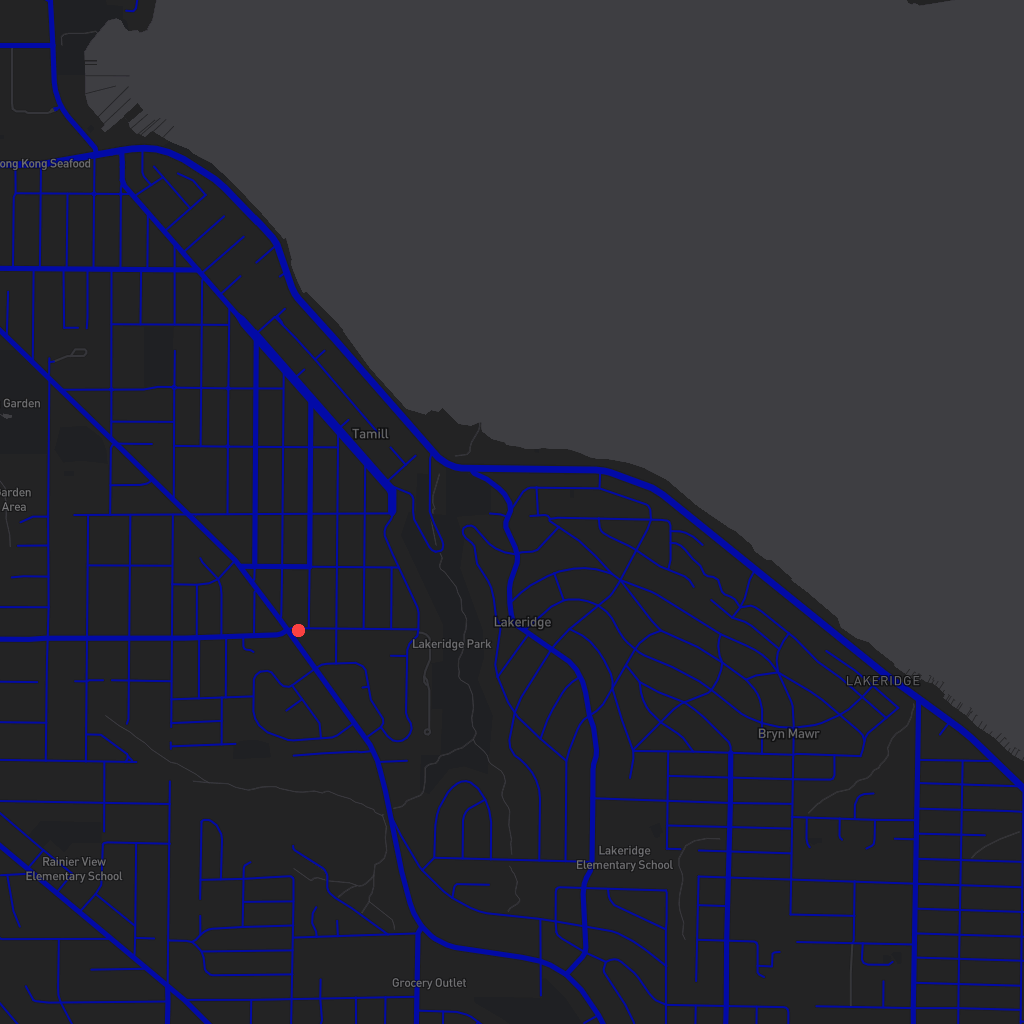 ong Kong Seafood
Garden
Tamill
arden
Area
Lakeridge
Lakeridge Park
LAKERIDGE
Bryn Mawr
Lakeridge
Elementary School
Rainier View
Elementary School
Grocery Outlet